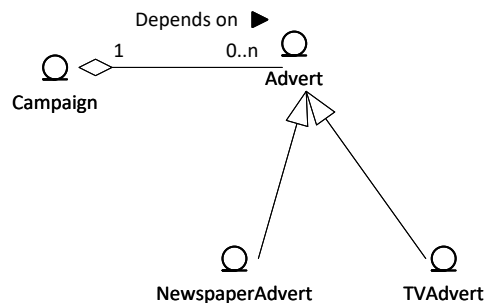 Depends on ▶
1
0..n
Campaign
Advert
NewspaperAdvert
TVAdvert